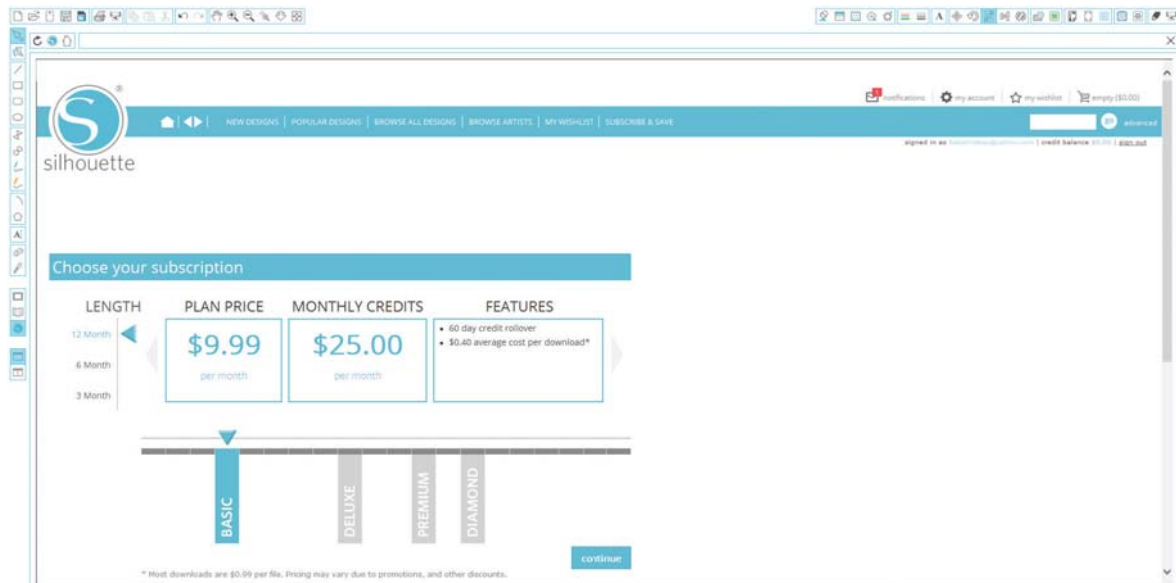 notifications | my account | my wishlist | empty ($0.00)
S ®
silhouette
NEW DESIGNS | POPULAR DESIGNS | BROWSE ALL DESIGNS | BROWSE ARTISTS | MY WISHLIST | SUBSCRIBE & SAVE
advanced
signed in as | credit balance | sign out
Choose your subscription
LENGTH PLAN PRICE MONTHLY CREDITS FEATURES
12 Month
6 Month
3 Month
$9.99
per month
$25.00
per month
• 60 day credit rollover
• $0.40 average cost per download*
BASIC
DELUXE
PREMIUM
DIAMOND
continue
* Most downloads are $0.99 per file. Pricing may vary due to promotions, and other discounts.